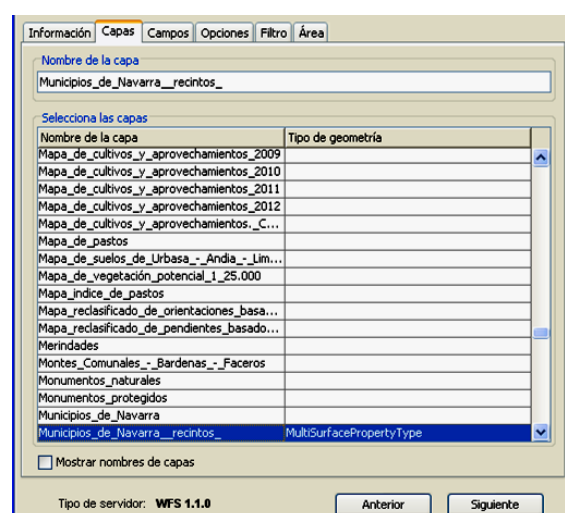 Información Capas Campos Opciones Filtro Área
Nombre de la capa
Municipios_de_Navarra__recintos_
Selecciona las capas
Nombre de la capa Tipo de geometría
Mapa_de_cultivos_y_aprovechamientos_2009
Mapa_de_cultivos_y_aprovechamientos_2010
Mapa_de_cultivos_y_aprovechamientos_2011
Mapa_de_cultivos_y_aprovechamientos_2012
Mapa_de_cultivos_y_aprovechamientos._C...
Mapa_de_pastos
Mapa_de_suelos_de_Urbasa_-_Andia_-_Lim...
Mapa_de_vegetación_potencial_1_25.000
Mapa_indice_de_pastos
Mapa_reclasificado_de_orientaciones_basa...
Mapa_reclasificado_de_pendientes_basado...
Merindades
Montes_Comunales_-_Bardenas_-_Faceros
Monumentos_naturales
Monumentos_protegidos
Municipios_de_Navarra
Municipios_de_Navarra__recintos_ MultiSurfacePropertyType
Mostrar nombres de capas
Tipo de servidor: WFS 1.1.0 Anterior Siguiente